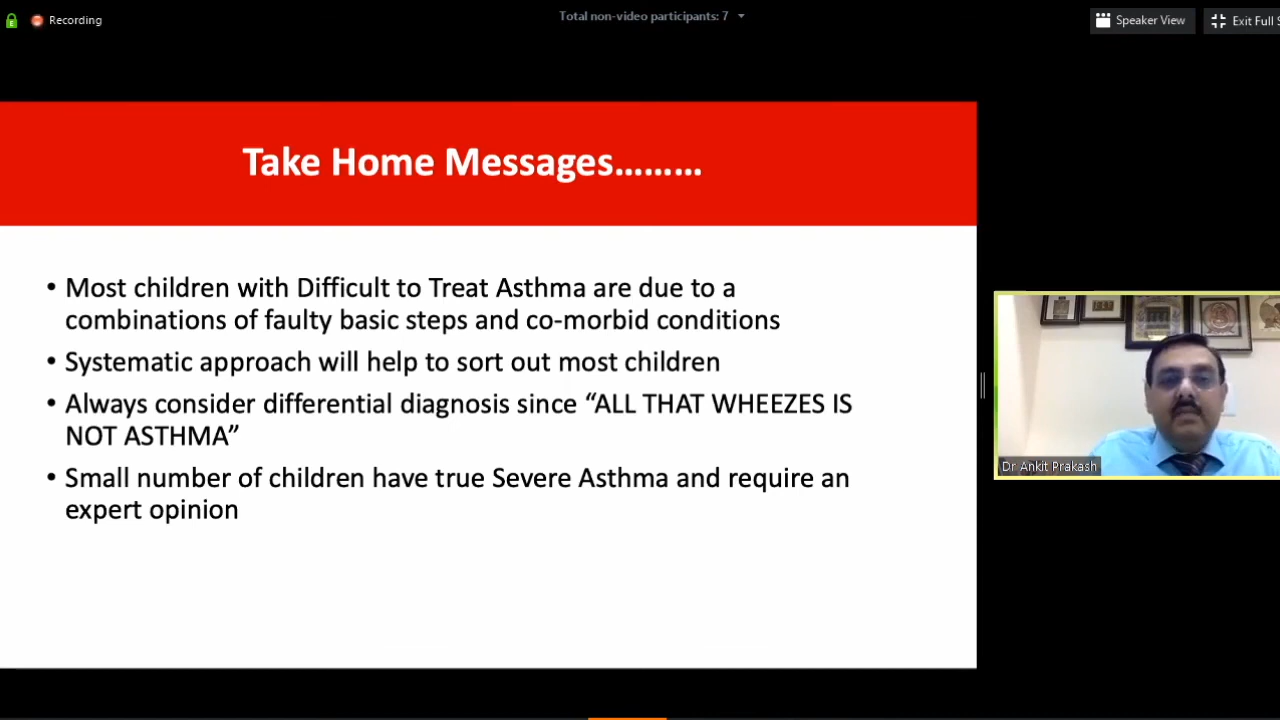 Recording
Total non-video participants: 7
Speaker View
Exit Full S
Take Home Messages.........
• Most children with Difficult to Treat Asthma are due to a
combinations of faulty basic steps and co-morbid conditions
• Systematic approach will help to sort out most children
• Always consider differential diagnosis since “ALL THAT WHEEZES IS
NOT ASTHMA”
• Small number of children have true Severe Asthma and require an
expert opinion
Dr Ankit Prakash